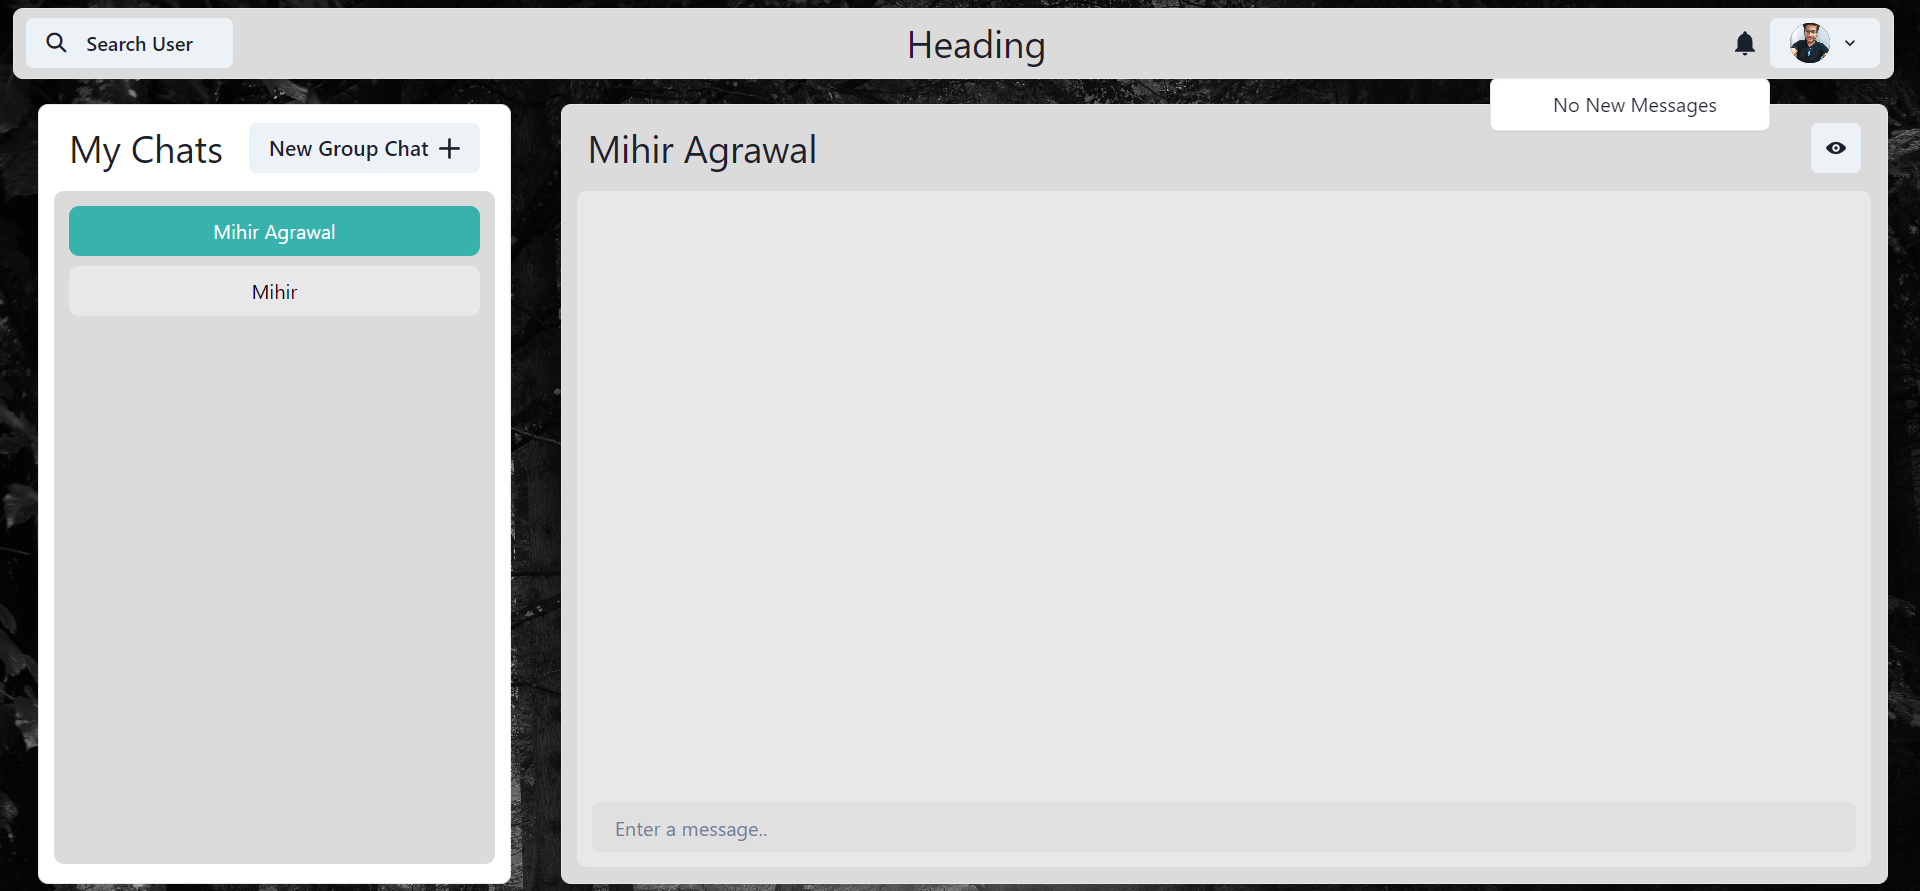 Search User
Heading
No New Messages
My Chats
New Group Chat
Mihir Agrawal
Mihir Agrawal
Mihir
Enter a message..